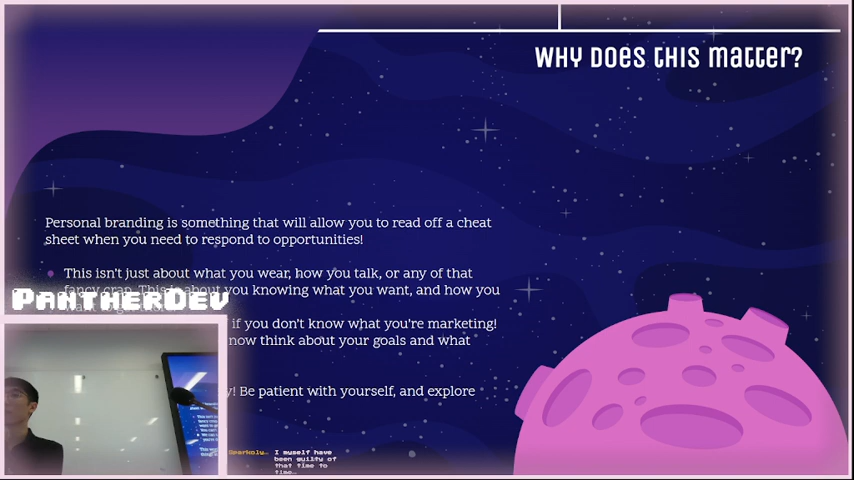 Why does this matter?
Personal branding is something that will allow you to read off a cheat
sheet when you need to respond to opportunities!
This isn't just about what you wear, how you talk, or any of that
fancy crap. This is about you knowing what you want, and how you
PantherDev
if you don't know what you're marketing!
now think about your goals and what
y! Be patient with yourself, and explore
I myself have
been guilty of
that time to
time..